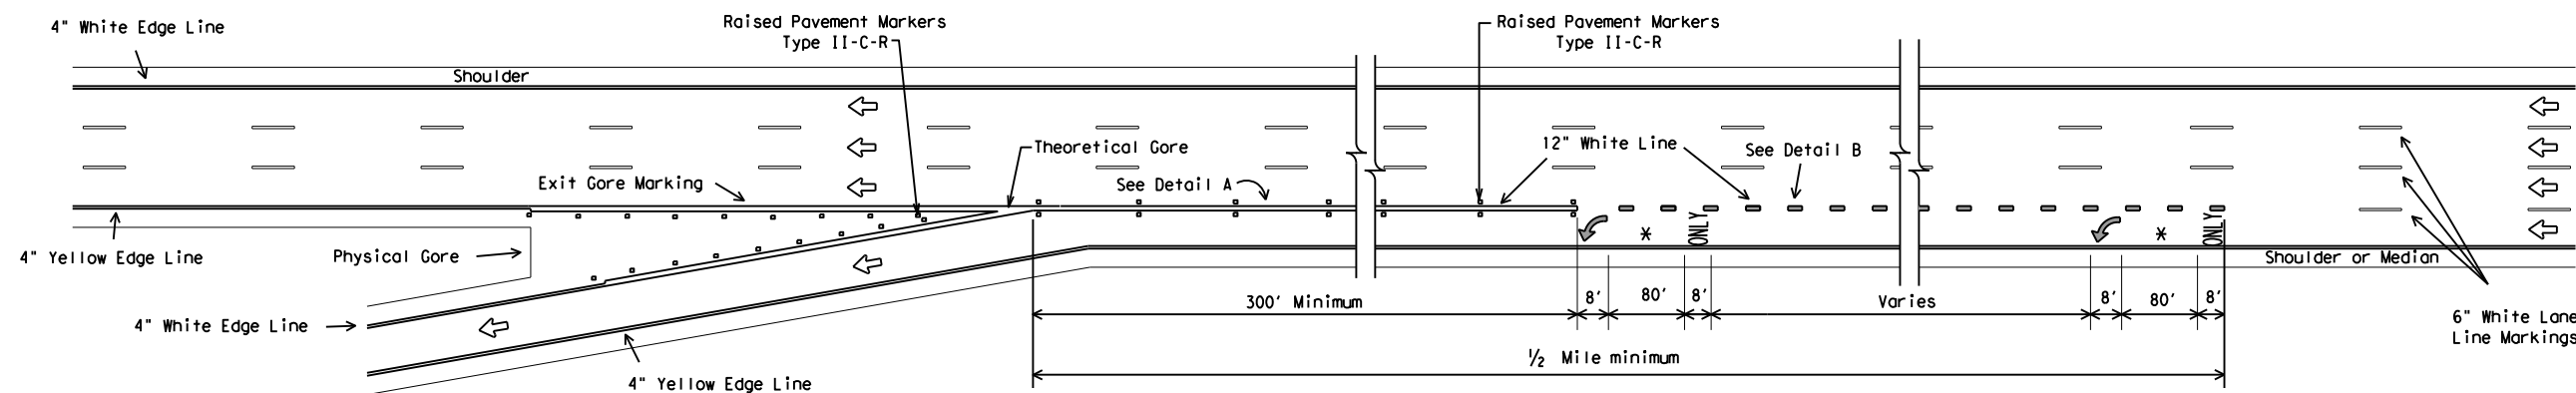 4" White Edge Line
Raised Pavement Markers
Type II-C-R
Raised Pavement Markers
Type II-C-R
Shoulder
Theoretical Gore
12" White Line
See Detail B
Exit Gore Marking
See Detail A
4" Yellow Edge Line
Physical Gore
* ONLY
* ONLY
Shoulder or Median
300' Minimum
8'
80'
8'
Varies
8'
80'
8'
4" White Edge Line
6" White Lane
Line Markings
½ Mile minimum
4" Yellow Edge Line